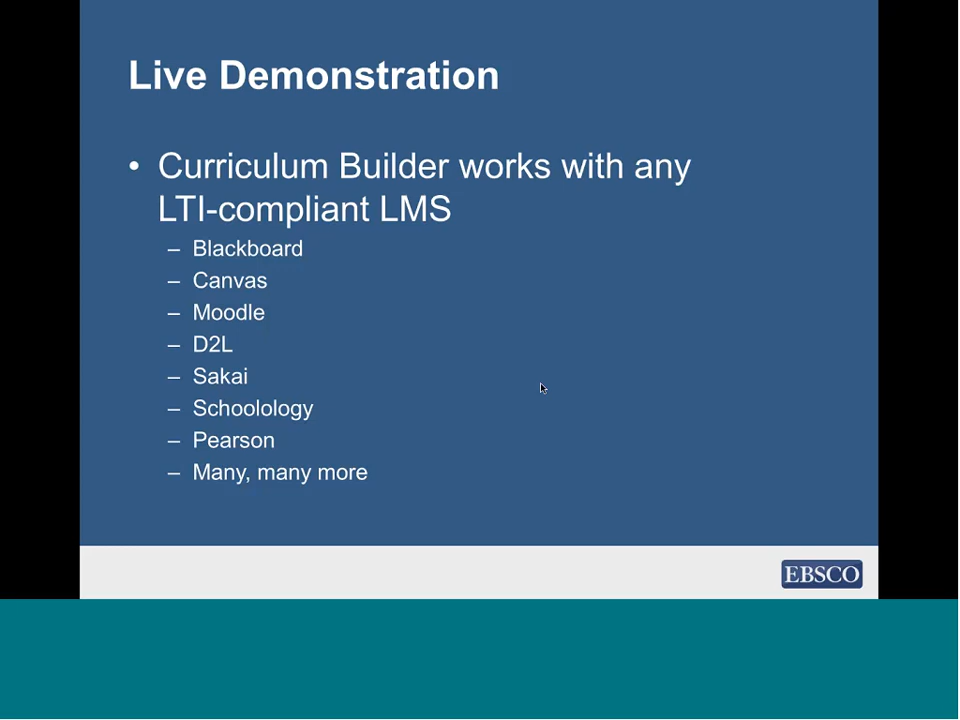 Live Demonstration
• Curriculum Builder works with any
LTI-compliant LMS
– Blackboard
– Canvas
– Moodle
– D2L
– Sakai
– Schoolology
– Pearson
– Many, many more
EBSCO